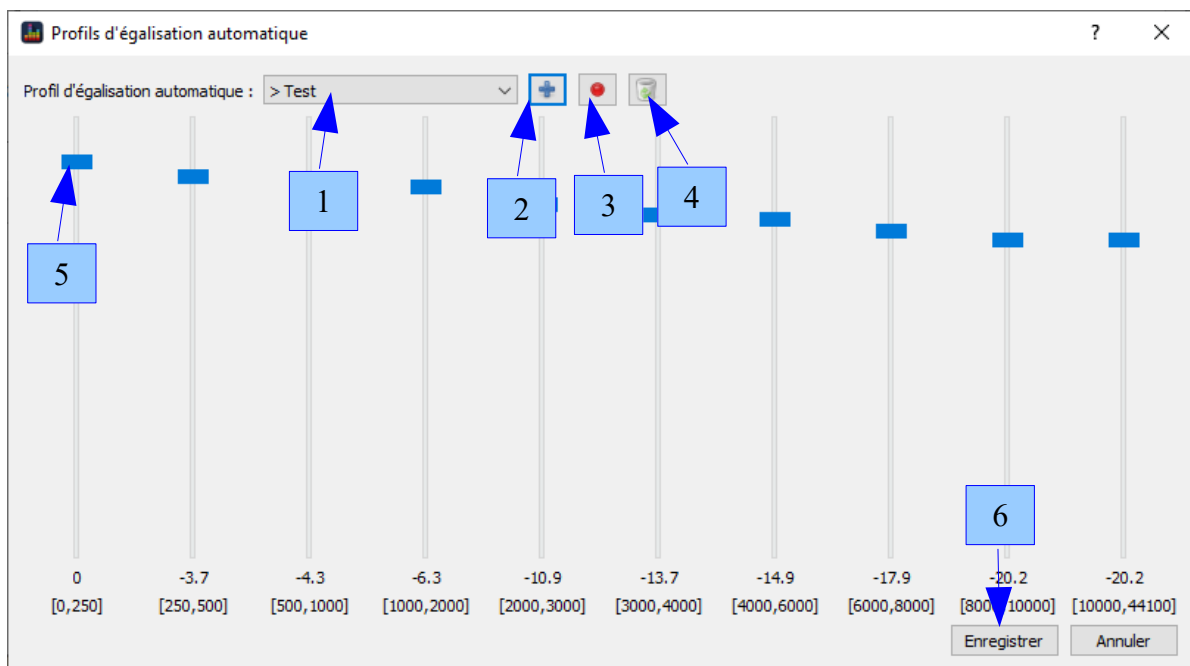 Profils d'égalisation automatique ?
Profil d'égalisation automatique : > Test
1
2
3
4
5
6
0 -3.7 -4.3 -6.3 -10.9 -13.7 -14.9 -17.9 -20.2 -20.2
[0,250] [250,500] [500,1000] [1000,2000] [2000,3000] [3000,4000] [4000,6000] [6000,8000] [8000,10000] [10000,44100]
Enregistrer Annuler